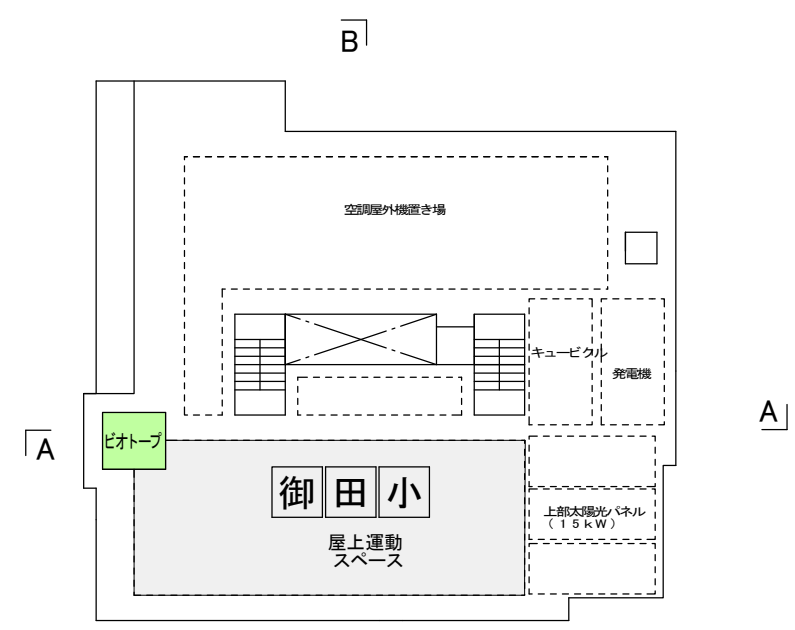 B
空調屋外機置き場
キュービクル
発電機
A
A
ビオトープ
御田小
屋上運動
スペース
上部太陽光パネル
(15kW)